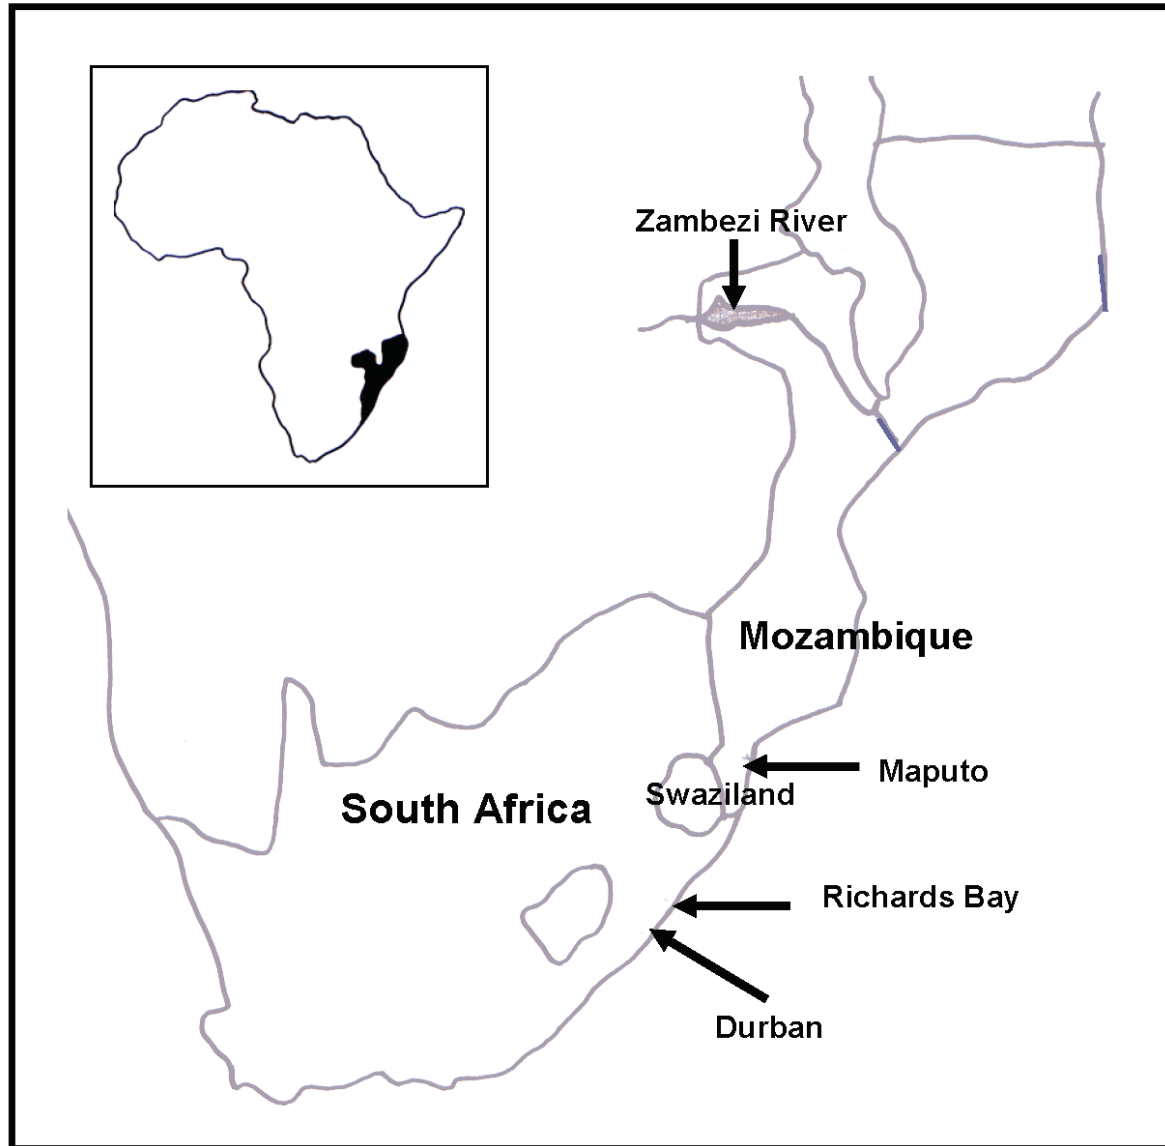 Zambezi River
Mozambique
Maputo
Swaziland
South Africa
Richards Bay
Durban